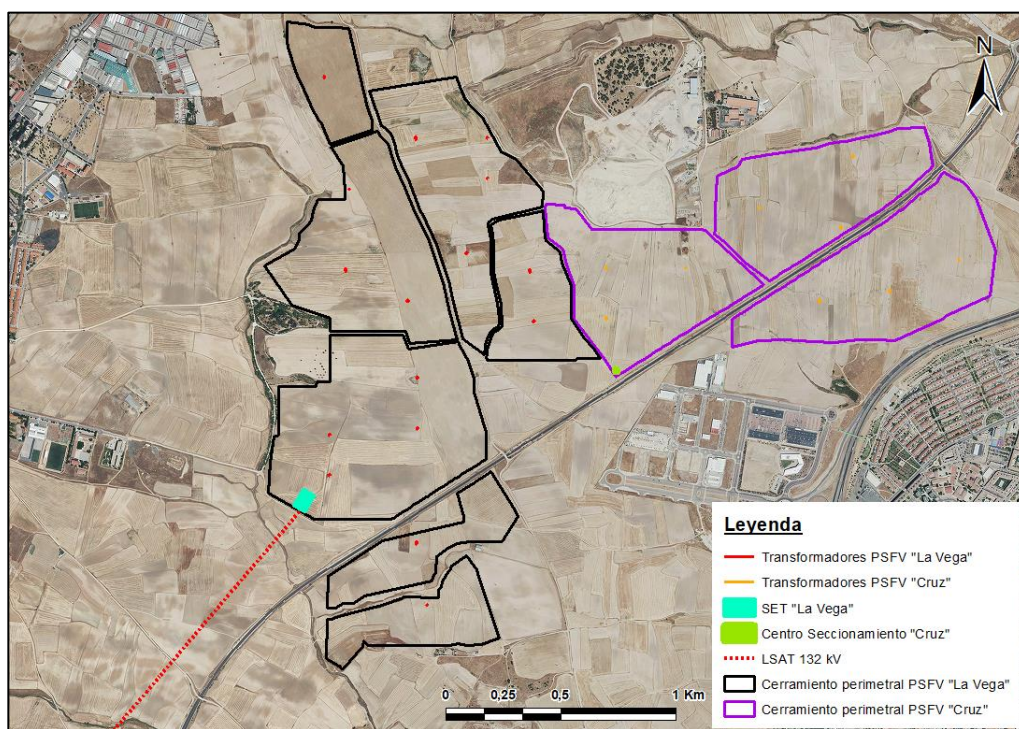 N
Leyenda
Transformadores PSFV "La Vega"
Transformadores PSFV "Cruz"
SET "La Vega"
Centro Seccionamiento "Cruz"
LSAT 132 kV
Cerramiento perimetral PSFV "La Vega"
Cerramiento perimetral PSFV "Cruz"
0 0,25 0,5 1 Km